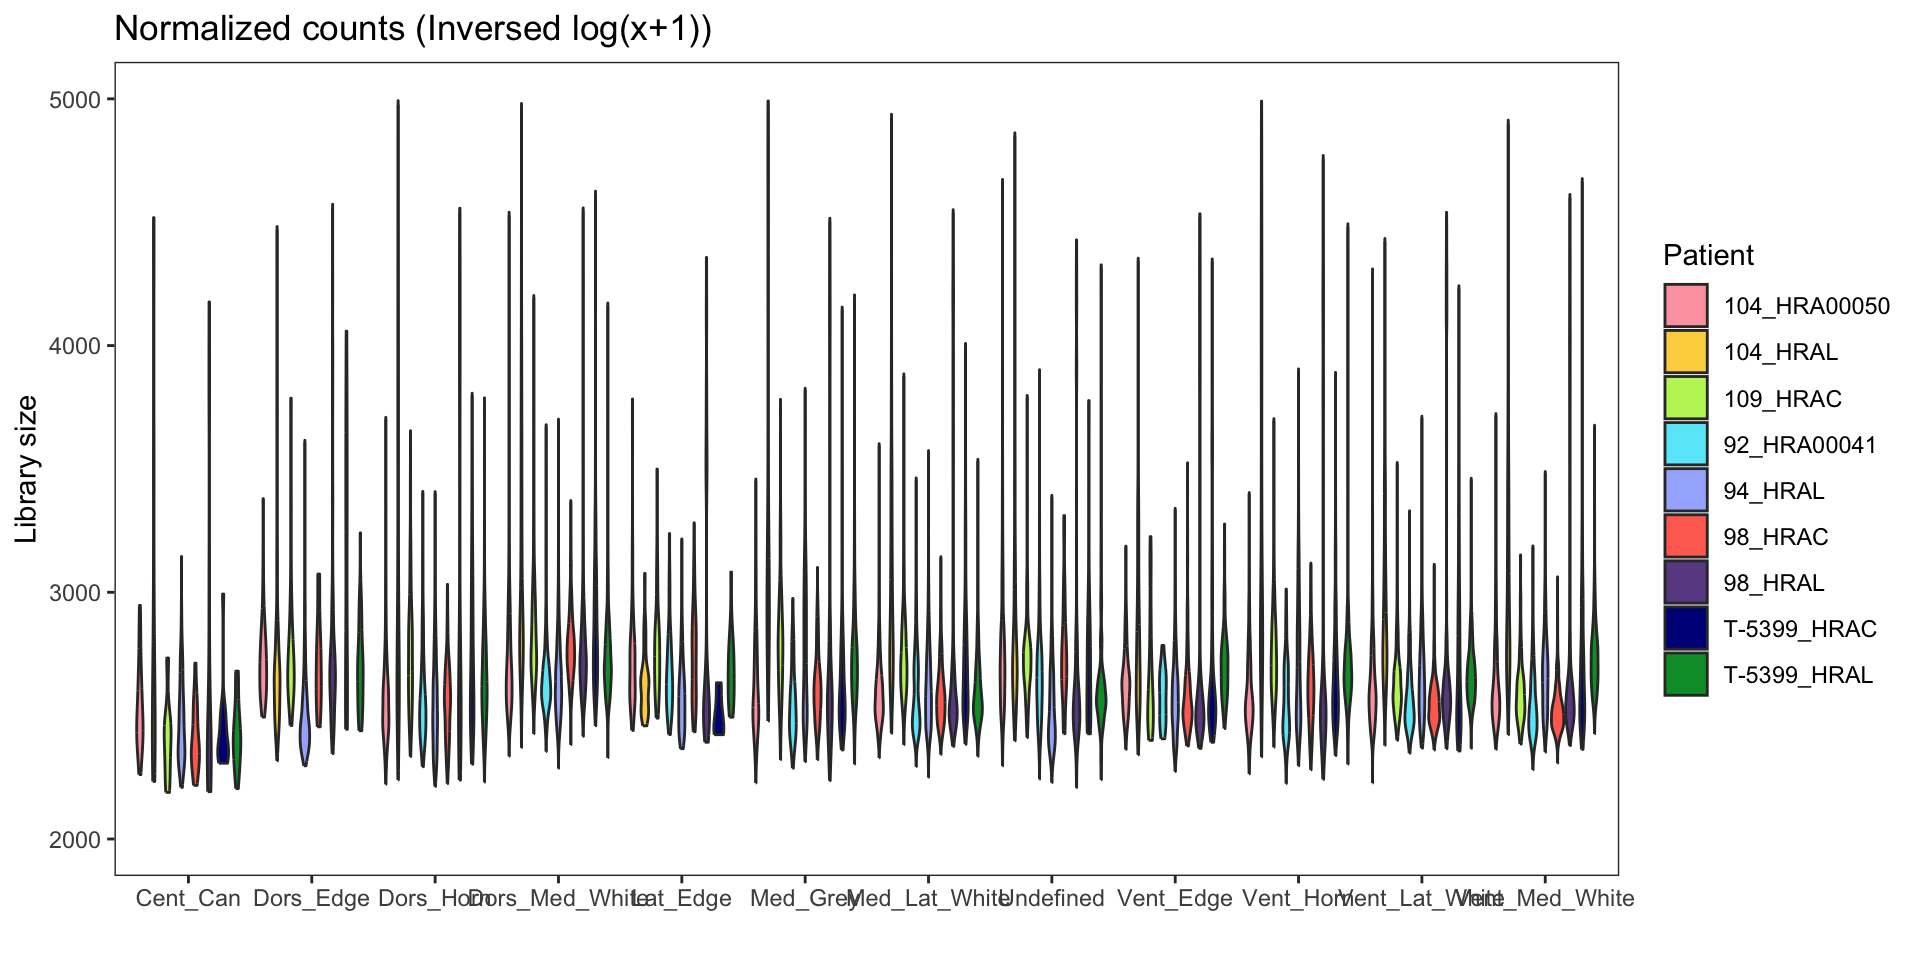 Normalized counts (Inversed log(x+1))
Library size
5000
4000
3000
2000
Cent_Can Dors_Edge Dors_Horn Dors_Med_White Lat_Edge Med_Grey Med_Lat_White Undefined Vent_Edge Vent_Horn Vent_Lat_White Vent_Med_White
Patient
104_HRA00050
104_HRAL
109_HRAC
92_HRA00041
94_HRAL
98_HRAC
98_HRAL
T-5399_HRAC
T-5399_HRAL